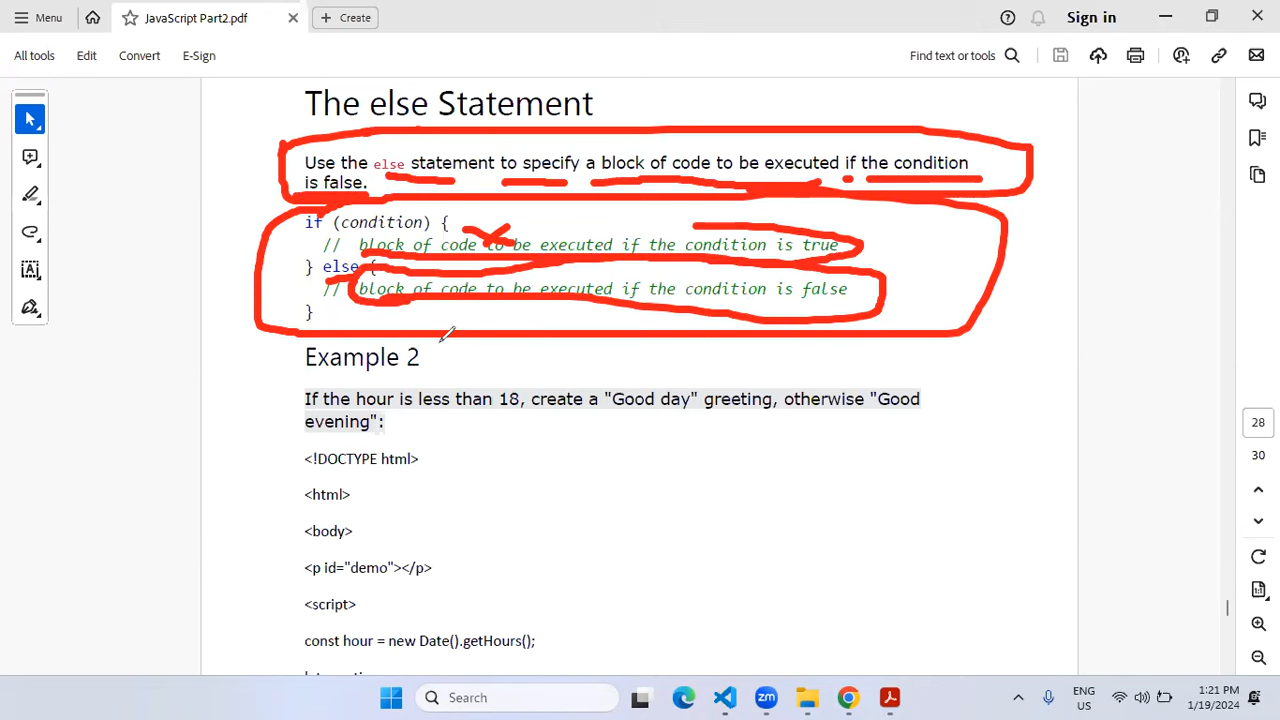 Menu
JavaScript Part2.pdf
Create
Sign in
All tools
Edit
Convert
E-Sign
Find text or tools
The else Statement
Use the else statement to specify a block of code to be executed if the condition
is false.
if (condition) {
// block of code to be executed if the condition is true
} else {
// block of code to be executed if the condition is false
}
Example 2
If the hour is less than 18, create a "Good day" greeting, otherwise "Good
evening":
<!DOCTYPE html>
<html>
<body>
<p id="demo"></p>
<script>
const hour = new Date().getHours();
28
30
Search
zm
ENG
US
1:21 PM
1/19/2024